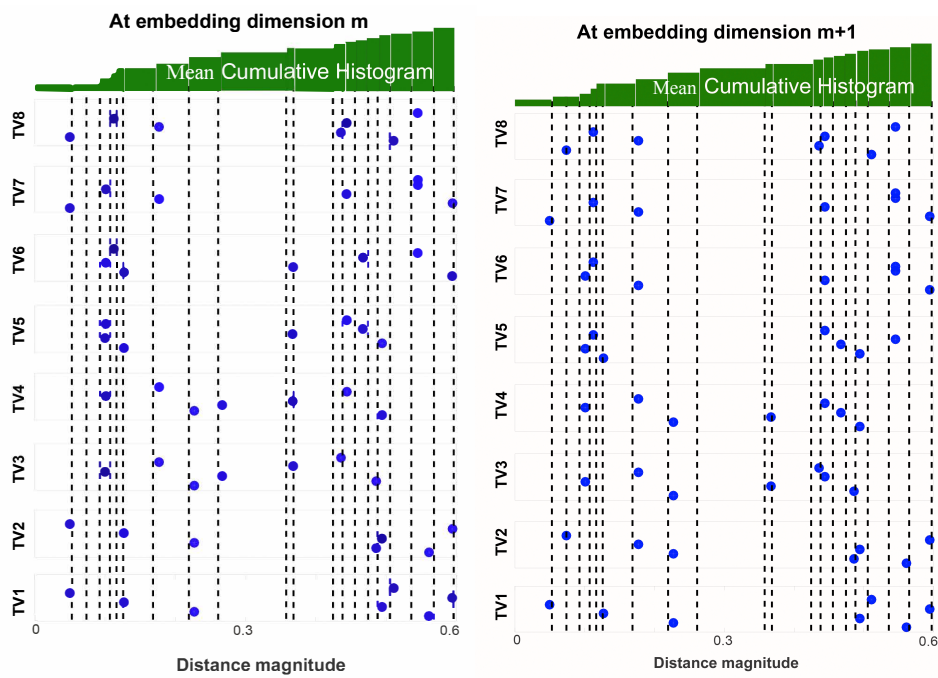 At embedding dimension m
Mean Cumulative Histogram
TV8
TV7
TV6
TV5
TV4
TV3
TV2
TV1
0 0.3 0.6
Distance magnitude
At embedding dimension m+1
Mean Cumulative Histogram
TV8
TV7
TV6
TV5
TV4
TV3
TV2
TV1
0 0.3 0.6
Distance magnitude